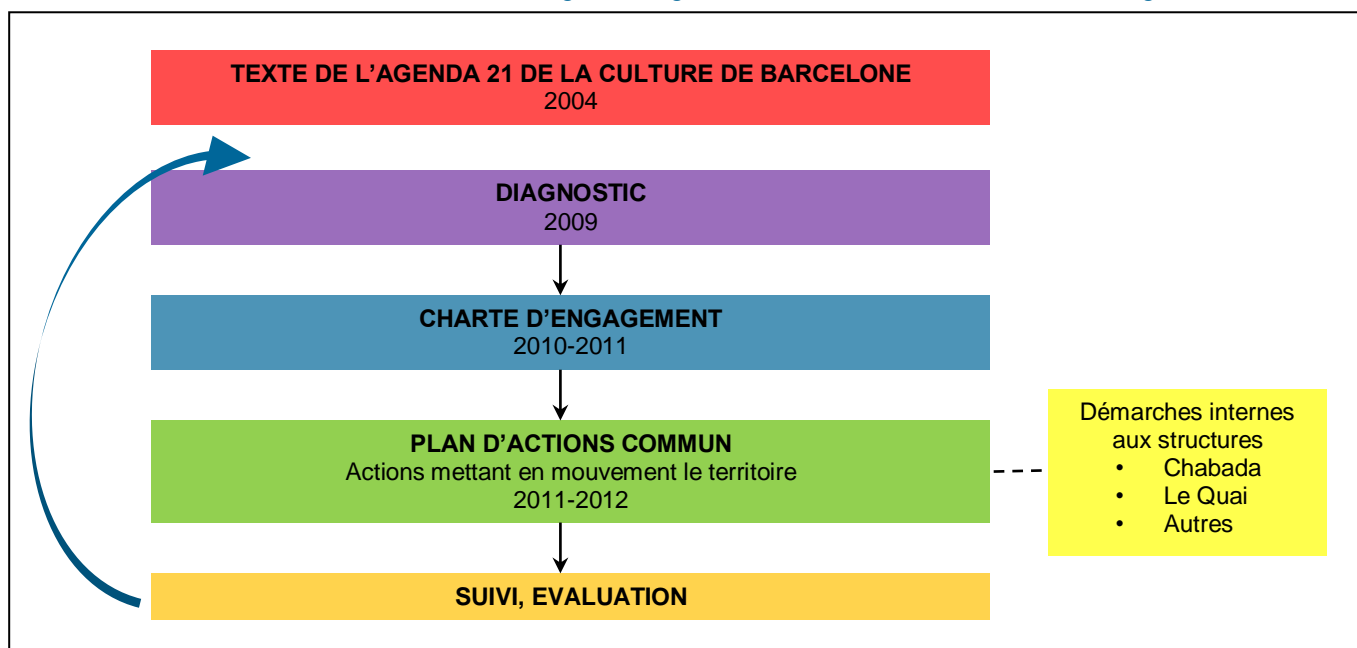 TEXTE DE L’AGENDA 21 DE LA CULTURE DE BARCELONE
2004
DIAGNOSTIC
2009
CHARTE D’ENGAGEMENT
2010-2011
PLAN D’ACTIONS COMMUN
Actions mettant en mouvement le territoire
2011-2012
Démarches internes
aux structures
• Chabada
• Le Quai
• Autres
SUIVI, EVALUATION